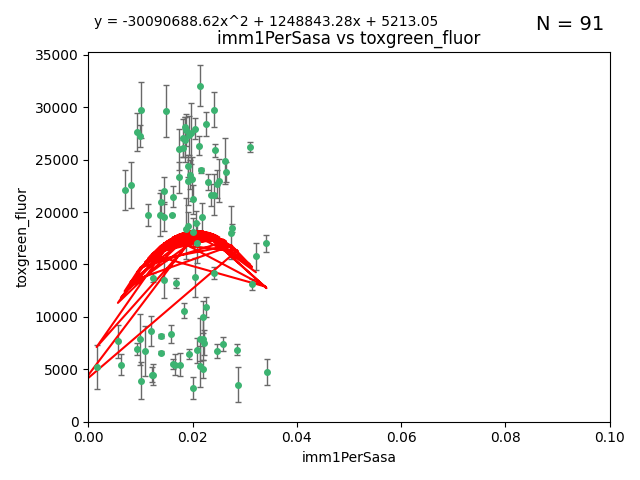 y = -30090688.62x^2 + 1248843.28x + 5213.05
N = 91
imm1PerSasa vs toxgreen_fluor
35000
30000
25000
20000
15000
10000
5000
0
toxgreen_fluor
0.00
0.02
0.04
0.06
0.08
0.10
imm1PerSasa